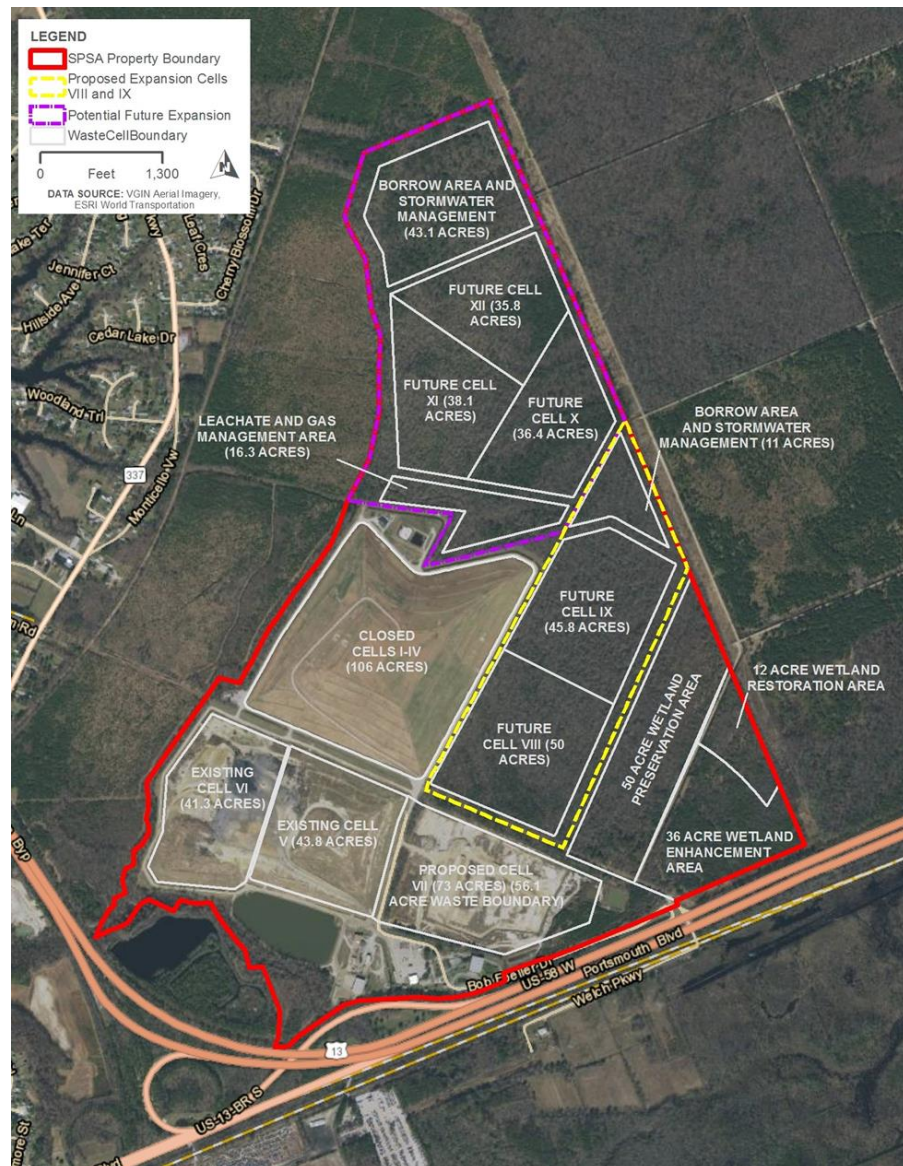 LEGEND
SPSA Property Boundary
Proposed Expansion Cells
VIII and IX
Potential Future Expansion
WasteCellBoundary
0 Feet 1,300
N
DATA SOURCE: VGIN Aerial Imagery,
ESRI World Transportation
BORROW AREA AND
STORMWATER
MANAGEMENT
(43.1 ACRES)
FUTURE CELL
XII (35.8
ACRES)
FUTURE CELL
XI (38.1
ACRES)
FUTURE
CELL X
(36.4 ACRES)
LEACHATE AND GAS
MANAGEMENT AREA
(16.3 ACRES)
BORROW AREA
AND STORMWATER
MANAGEMENT (11 ACRES)
FUTURE
CELL IX
(45.8 ACRES)
CLOSED
CELLS I-IV
(106 ACRES)
12 ACRE WETLAND
RESTORATION AREA
FUTURE
CELL VIII (50
ACRES)
50 ACRE WETLAND
PRESERVATION AREA
EXISTING
CELL VI
(41.3 ACRES)
EXISTING CELL
V (43.8 ACRES)
36 ACRE WETLAND
ENHANCEMENT
AREA
PROPOSED CELL
VII (73 ACRES) (56.1
ACRE WASTE BOUNDARY)
Pkwy
Leaf Cres
Cherry Blossom Dr
Jennifer Ct
Hillside Ave
Cedar Lake Dr
Woodland Trl
337
Monticello Vw
Ln
Rd
Byp
Bob Foeller Dr
US-58 W
Portsmouth Blvd
Welch Pkwy
13
US-13-BR S